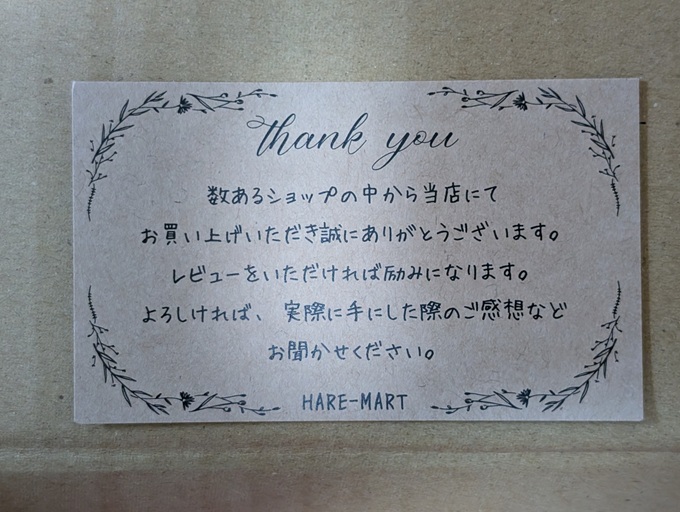 thank you
数あるショップの中から当店にて
お買い上げいただき誠にありがとうございます。
レビューをいただければ励みになります。
よろしければ、実際に手にした際のご感想など
お聞かせください。
HARE-MART